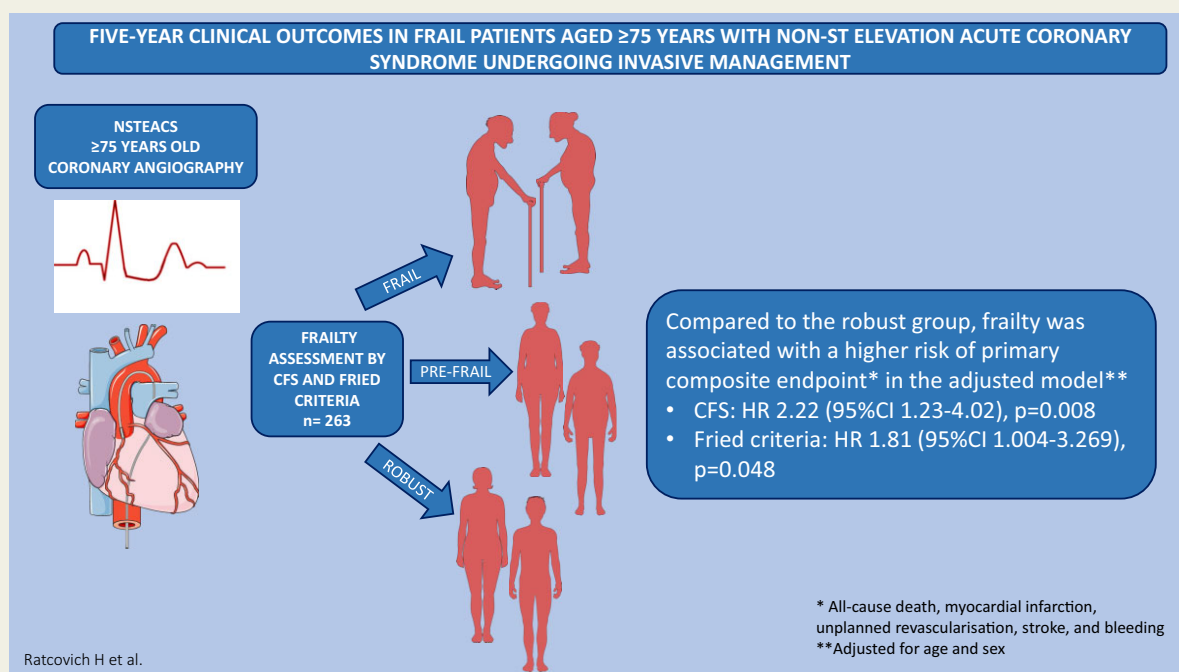 FIVE-YEAR CLINICAL OUTCOMES IN FRAIL PATIENTS AGED ≥75 YEARS WITH NON-ST ELEVATION ACUTE CORONARY
SYNDROME UNDERGOING INVASIVE MANAGEMENT
NSTEACS
≥75 YEARS OLD
CORONARY ANGIOGRAPHY
FRAILTY
ASSESSMENT BY
CFS AND FRIED
CRITERIA
n= 263
FRAIL
PRE-FRAIL
ROBUST
Compared to the robust group, frailty was
associated with a higher risk of primary
composite endpoint* in the adjusted model**
• CFS: HR 2.22 (95%CI 1.23-4.02), p=0.008
• Fried criteria: HR 1.81 (95%CI 1.004-3.269),
p=0.048
* All-cause death, myocardial infarction,
unplanned revascularisation, stroke, and bleeding
**Adjusted for age and sex
Ratcovich H et al.